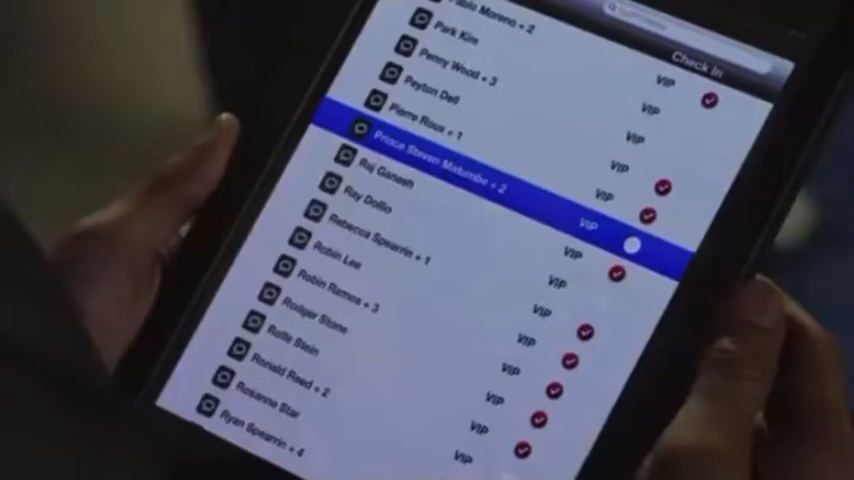 Check In
Pablo Moreno + 2 VIP
Park Kim VIP
Penny Wood + 3 VIP
Peyton Dell VIP
Pierre Roux + 1 VIP
Prince Steven Matumbe + 2 VIP
Raj Ganesh VIP
Ray Dollo VIP
Rebecca Spearrin + 1 VIP
Robin Lee VIP
Robin Ramos + 3 VIP
Rodger Stone VIP
Rolfe Stein VIP
Ronald Reed + 2 VIP
Rosanne Star
Ryan Spearrin + 4